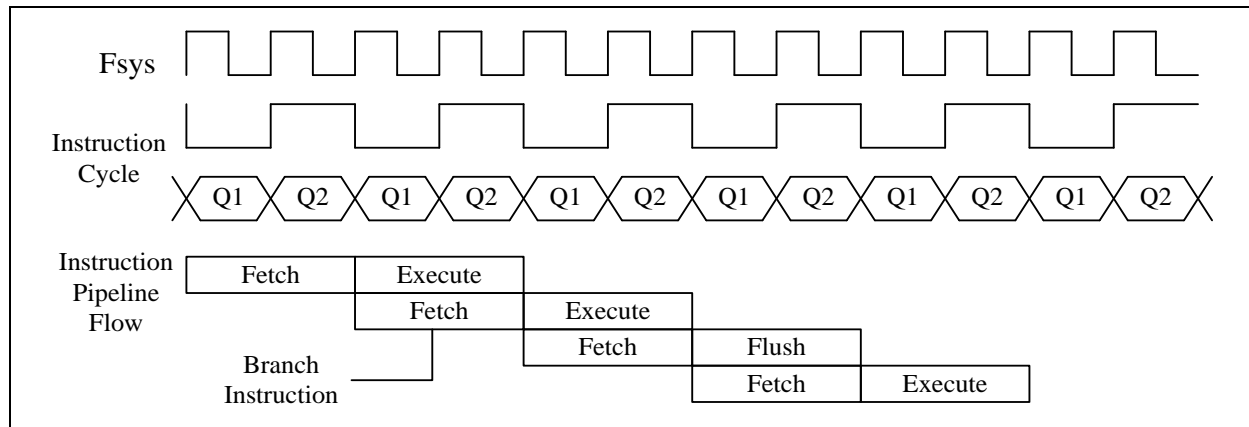 Fsys
Instruction
Cycle
Q1 Q2 Q1 Q2 Q1 Q2 Q1 Q2 Q1 Q2 Q1 Q2
Instruction
Pipeline
Flow
Fetch Execute
Fetch Execute
Fetch Flush
Fetch Execute
Branch
Instruction